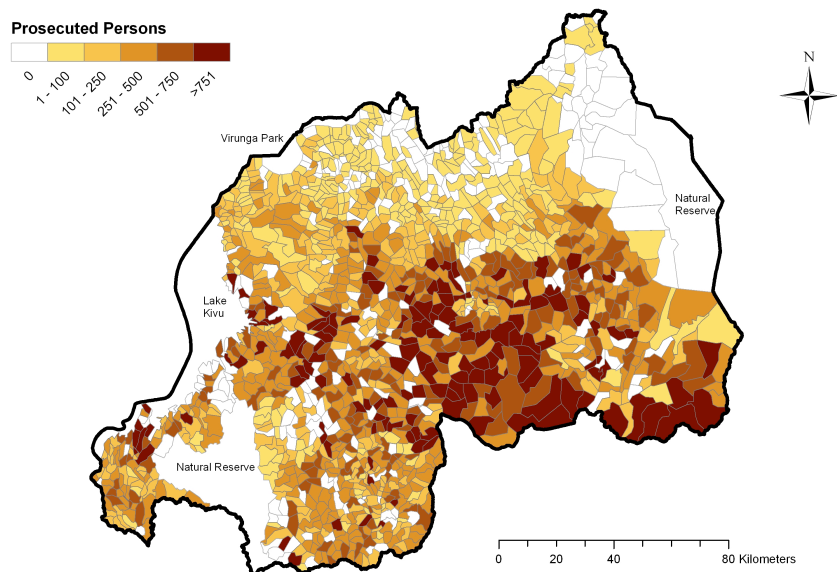 Prosecuted Persons
0
1 - 100
101 - 250
251 - 500
501 - 750
>751
N
Virunga Park
Natural
Reserve
Lake
Kivu
Natural Reserve
0 20 40 80 Kilometers